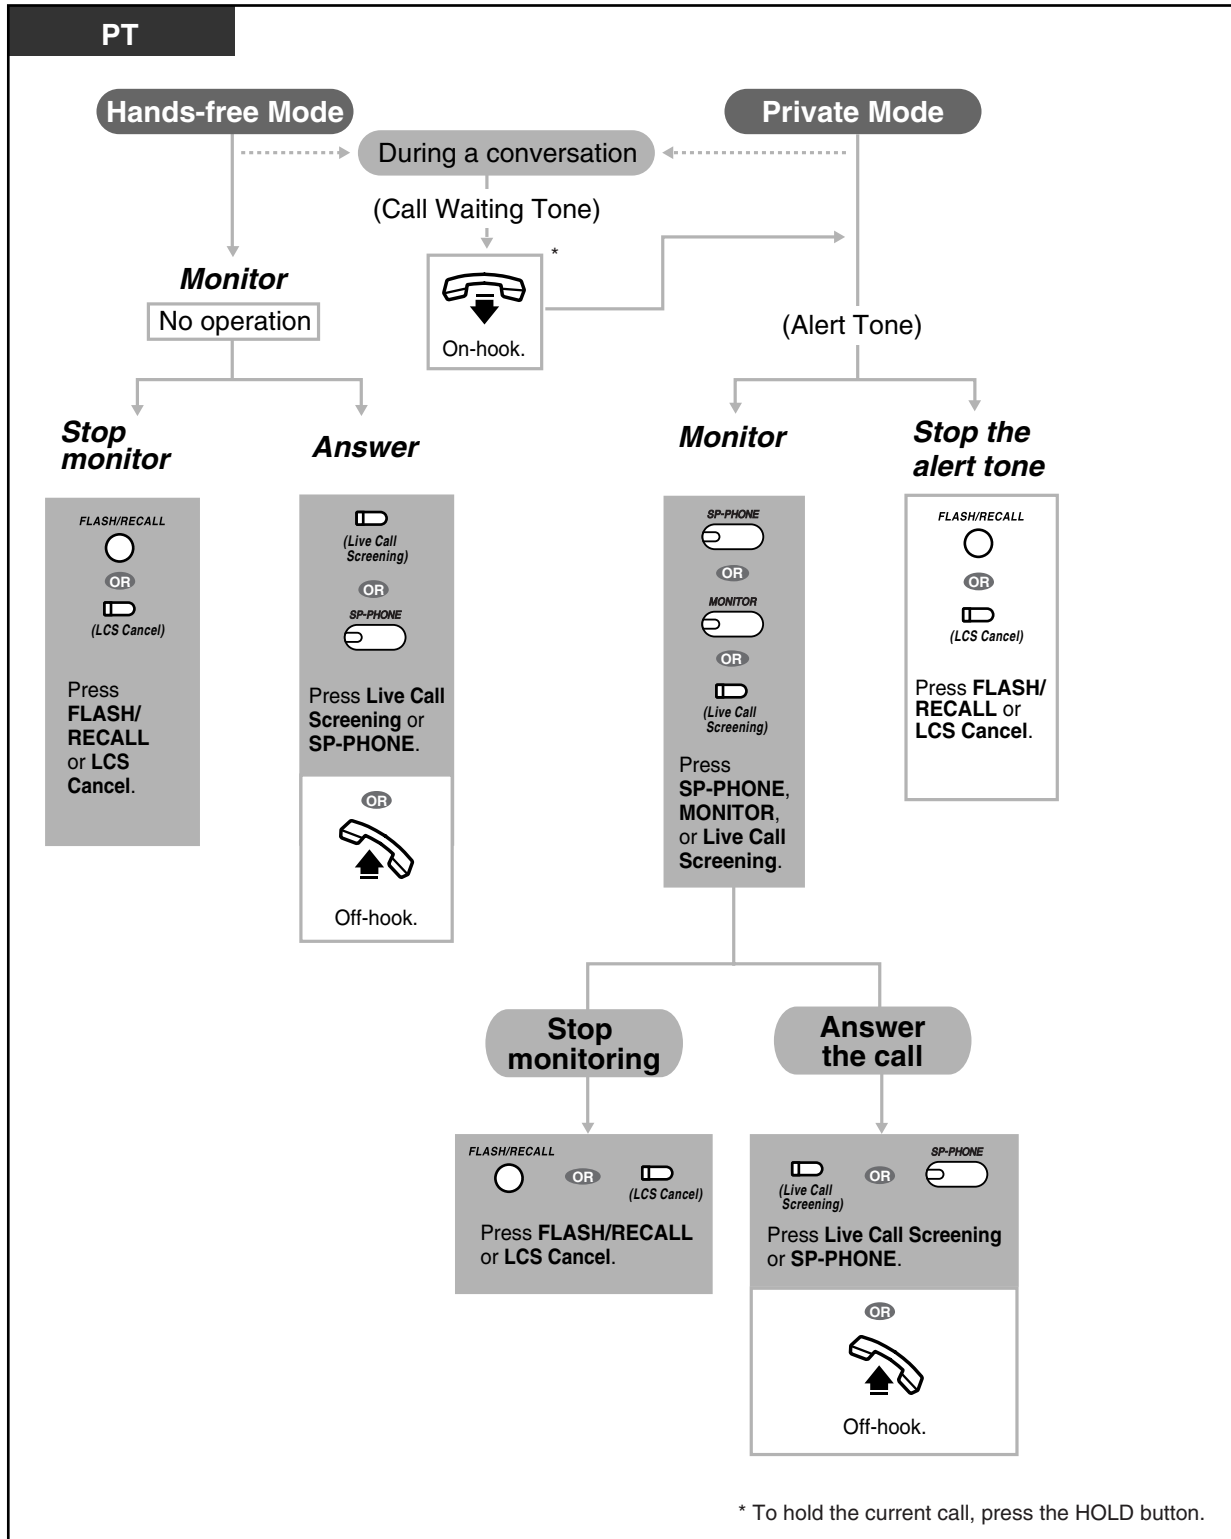 PT
Hands-free Mode
Private Mode
During a conversation
(Call Waiting Tone)
*
On-hook.
Monitor
No operation
(Alert Tone)
Stop
monitor
FLASH/RECALL
OR
(LCS Cancel)
Press
FLASH/
RECALL
or LCS
Cancel.
Answer
(Live Call
Screening)
OR
SP-PHONE
Press Live Call
Screening or
SP-PHONE.
OR
Off-hook.
Monitor
SP-PHONE
OR
MONITOR
OR
(Live Call
Screening)
Press
SP-PHONE,
MONITOR,
or Live Call
Screening.
Stop the
alert tone
FLASH/RECALL
OR
(LCS Cancel)
Press FLASH/
RECALL or
LCS Cancel.
Stop
monitoring
FLASH/RECALL
OR
(LCS Cancel)
Press FLASH/RECALL
or LCS Cancel.
Answer
the call
(Live Call
Screening)
OR
SP-PHONE
Press Live Call Screening
or SP-PHONE.
OR
Off-hook.
* To hold the current call, press the HOLD button.